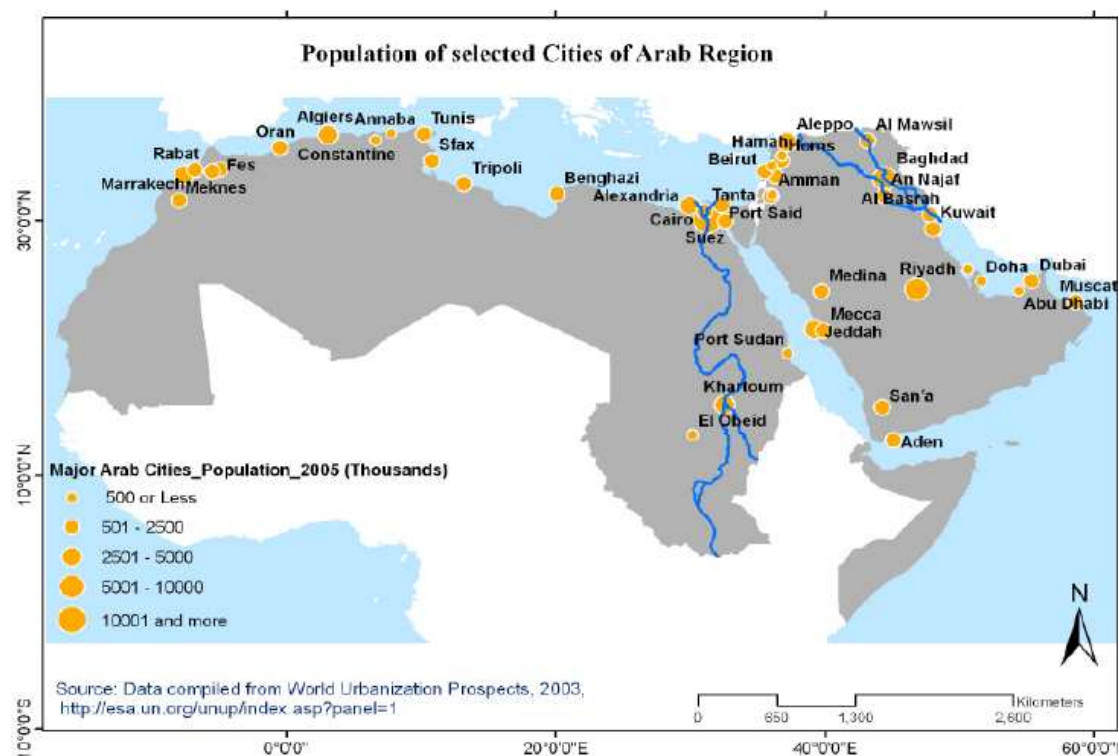 Population of selected Cities of Arab Region
Algiers
Annaba
Tunis
Oran
Constantine
Sfax
Rabat
Fes
Tripoli
Marrakech
Meknes
Benghazi
Alexandria
Tanta
Cairo
Port Said
Suez
Aleppo
Al Mawsil
Hamah
Homs
Beirut
Baghdad
Amman
An Najaf
Al Basrah
Kuwait
Medina
Riyadh
Doha
Dubai
Muscat
Abu Dhabi
Mecca
Jeddah
Port Sudan
Khartoum
El Obeid
San'a
Aden
30°0'0"N
10°0'0"N
10°0'0"S
Major Arab Cities_Population_2005 (Thousands)
500 or Less
501 - 2500
2501 - 5000
5001 - 10000
10001 and more
N
Source: Data compiled from World Urbanization Prospects, 2003,
http://esa.un.org/unup/index.asp?panel=1
Kilometers
0 650 1,300 2,600
0°0'0" 20°0'0"E 40°0'0"E 60°0'0"E